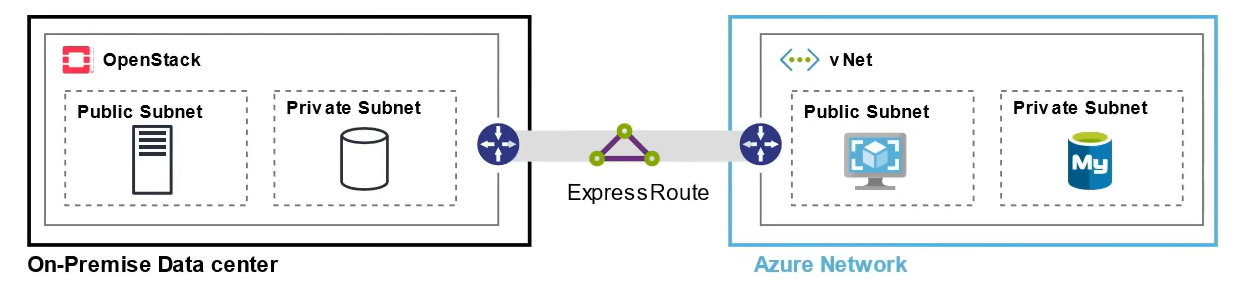 OpenStack
Public Subnet
Private Subnet
On-Premise Data center
ExpressRoute
vNet
Public Subnet
Private Subnet
My
Azure Network